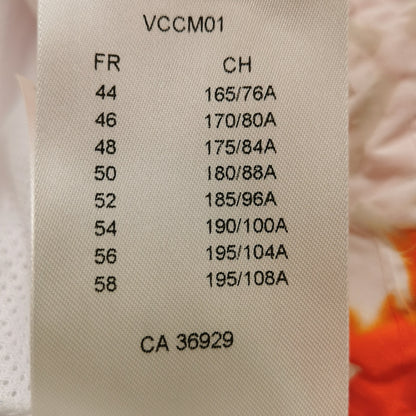 VCCM01
FR CH
44 165/76A
46 170/80A
48 175/84A
50 180/88A
52 185/96A
54 190/100A
56 195/104A
58 195/108A
CA 36929